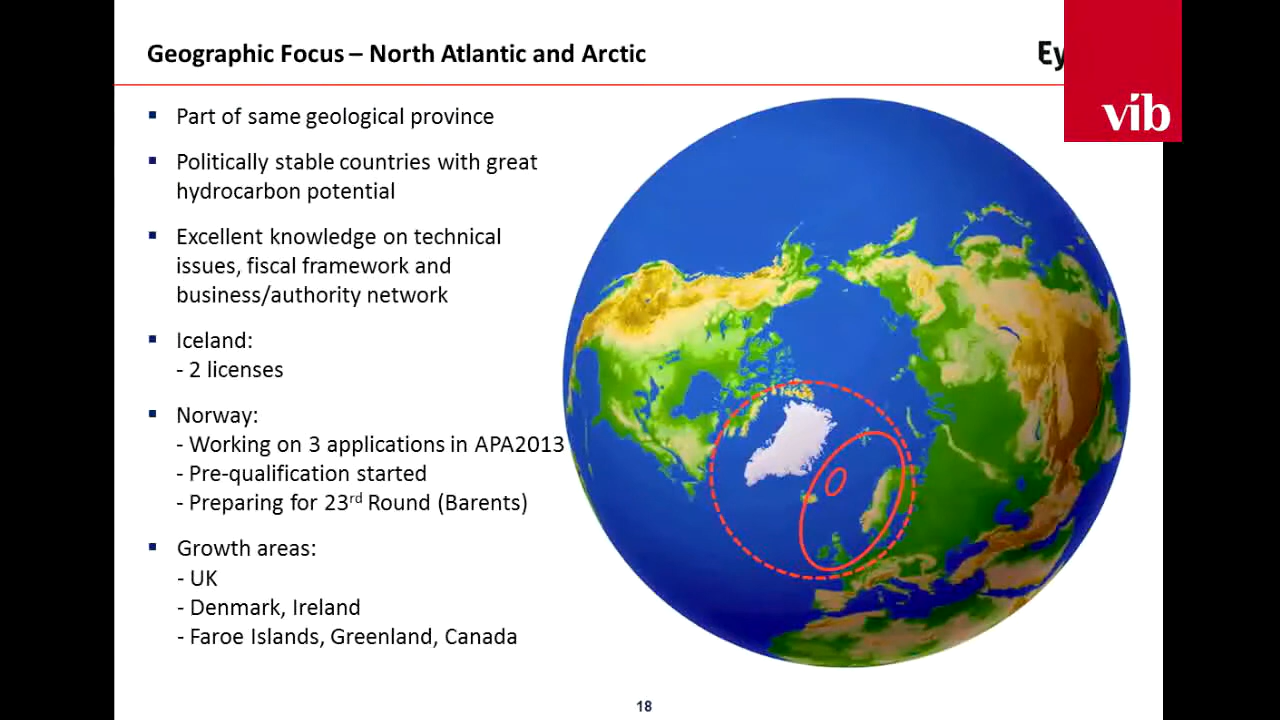 Geographic Focus – North Atlantic and Arctic
vib
▪ Part of same geological province
▪ Politically stable countries with great
hydrocarbon potential
▪ Excellent knowledge on technical
issues, fiscal framework and
business/authority network
▪ Iceland:
- 2 licenses
▪ Norway:
- Working on 3 applications in APA2013
- Pre-qualification started
- Preparing for 23rd Round (Barents)
▪ Growth areas:
- UK
- Denmark, Ireland
- Faroe Islands, Greenland, Canada
18